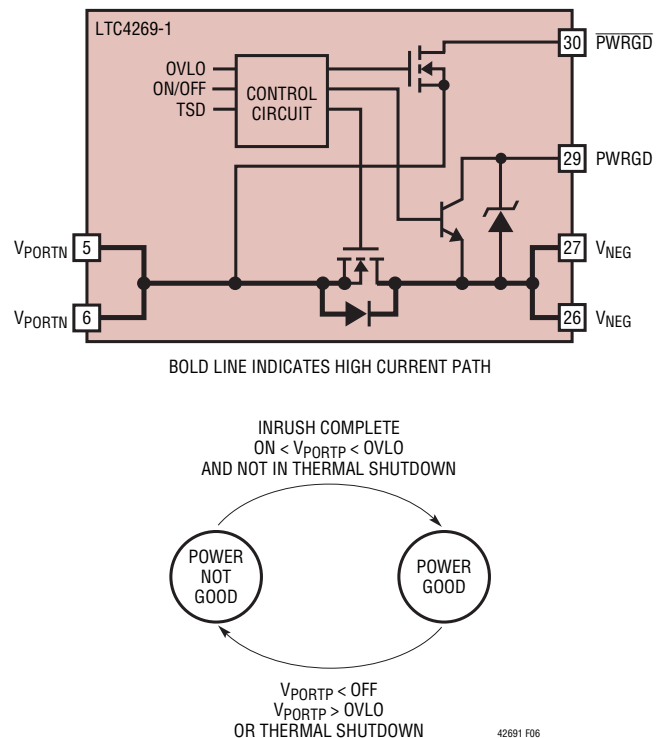 LTC4269-1
OVLO
ON/OFF
TSD
CONTROL
CIRCUIT
30 P̅W̅R̅G̅D̅
29 PWRGD
VPORTN 5
27 VNEG
VPORTN 6
26 VNEG
BOLD LINE INDICATES HIGH CURRENT PATH
INRUSH COMPLETE
ON < VPORTP < OVLO
AND NOT IN THERMAL SHUTDOWN
POWER
NOT
GOOD
POWER
GOOD
VPORTP < OFF
VPORTP > OVLO
OR THERMAL SHUTDOWN
42691 F06